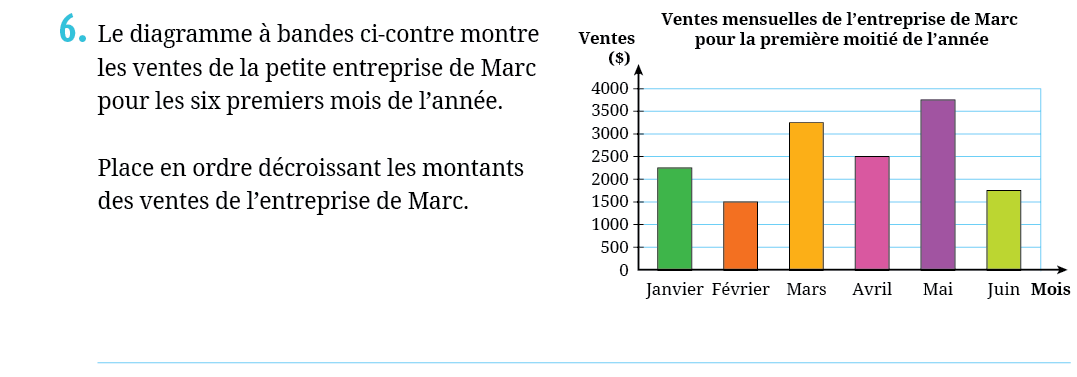 6. Le diagramme à bandes ci-contre montre
les ventes de la petite entreprise de Marc
pour les six premiers mois de l’année.
Place en ordre décroissant les montants
des ventes de l’entreprise de Marc.
Ventes mensuelles de l’entreprise de Marc
pour la première moitié de l’année
Ventes
($)
4000
3500
3000
2500
2000
1500
1000
500
0
Janvier Février Mars Avril Mai Juin Mois